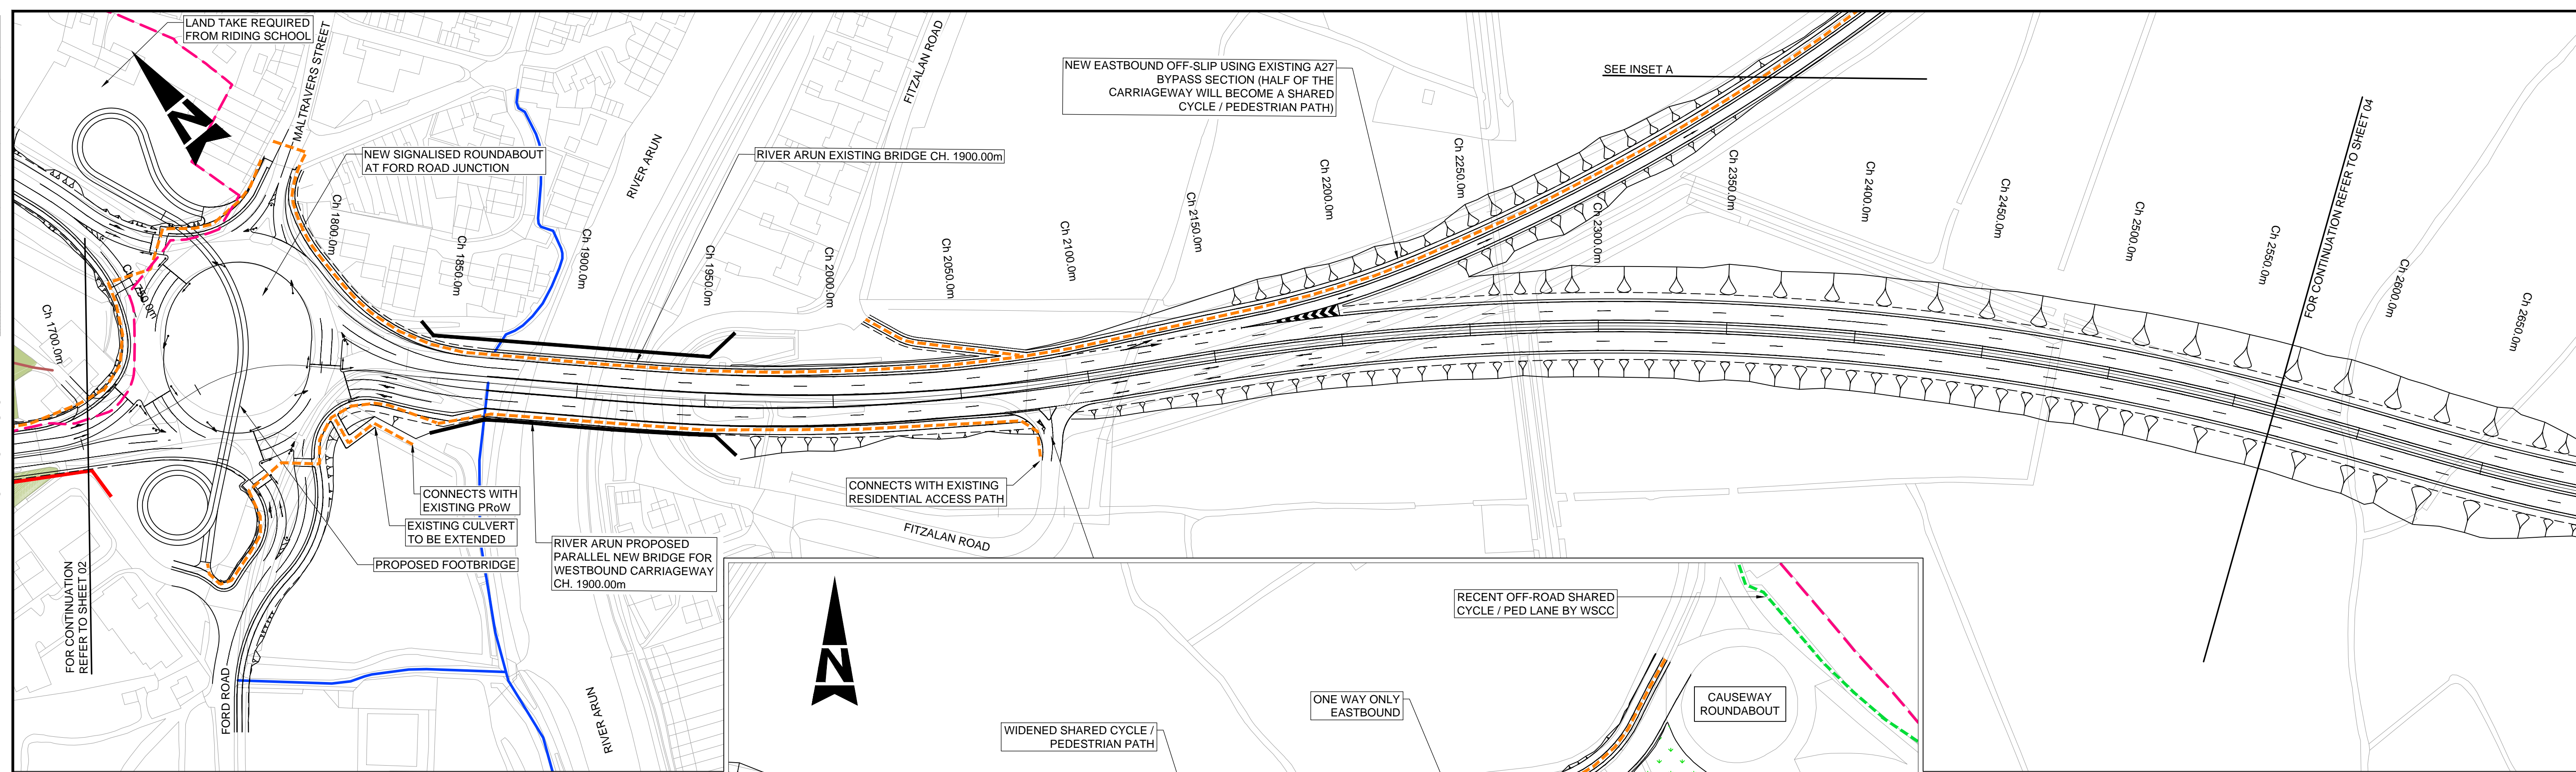 LAND TAKE REQUIRED
FROM RIDING SCHOOL
MALTRAVERS STREET
N
NEW SIGNALISED ROUNDABOUT
AT FORD ROAD JUNCTION
RIVER ARUN
FITZALAN ROAD
RIVER ARUN EXISTING BRIDGE CH. 1900.00m
NEW EASTBOUND OFF-SLIP USING EXISTING A27
BYPASS SECTION (HALF OF THE
CARRIAGEWAY WILL BECOME A SHARED
CYCLE / PEDESTRIAN PATH)
SEE INSET A
FOR CONTINUATION REFER TO SHEET 04
Ch 1700.0m
Ch 1750.0m
Ch 1800.0m
Ch 1850.0m
Ch 1900.0m
Ch 1950.0m
Ch 2000.0m
Ch 2050.0m
Ch 2100.0m
Ch 2150.0m
Ch 2200.0m
Ch 2250.0m
Ch 2300.0m
Ch 2350.0m
Ch 2400.0m
Ch 2450.0m
Ch 2500.0m
Ch 2550.0m
Ch 2600.0m
Ch 2650.0m
CONNECTS WITH
EXISTING PRoW
EXISTING CULVERT
TO BE EXTENDED
PROPOSED FOOTBRIDGE
RIVER ARUN PROPOSED
PARALLEL NEW BRIDGE FOR
WESTBOUND CARRIAGEWAY
CH. 1900.00m
CONNECTS WITH EXISTING
RESIDENTIAL ACCESS PATH
FITZALAN ROAD
FOR CONTINUATION
REFER TO SHEET 02
FORD ROAD
RIVER ARUN
N
WIDENED SHARED CYCLE /
PEDESTRIAN PATH
ONE WAY ONLY
EASTBOUND
RECENT OFF-ROAD SHARED
CYCLE / PED LANE BY WSCC
CAUSEWAY
ROUNDABOUT